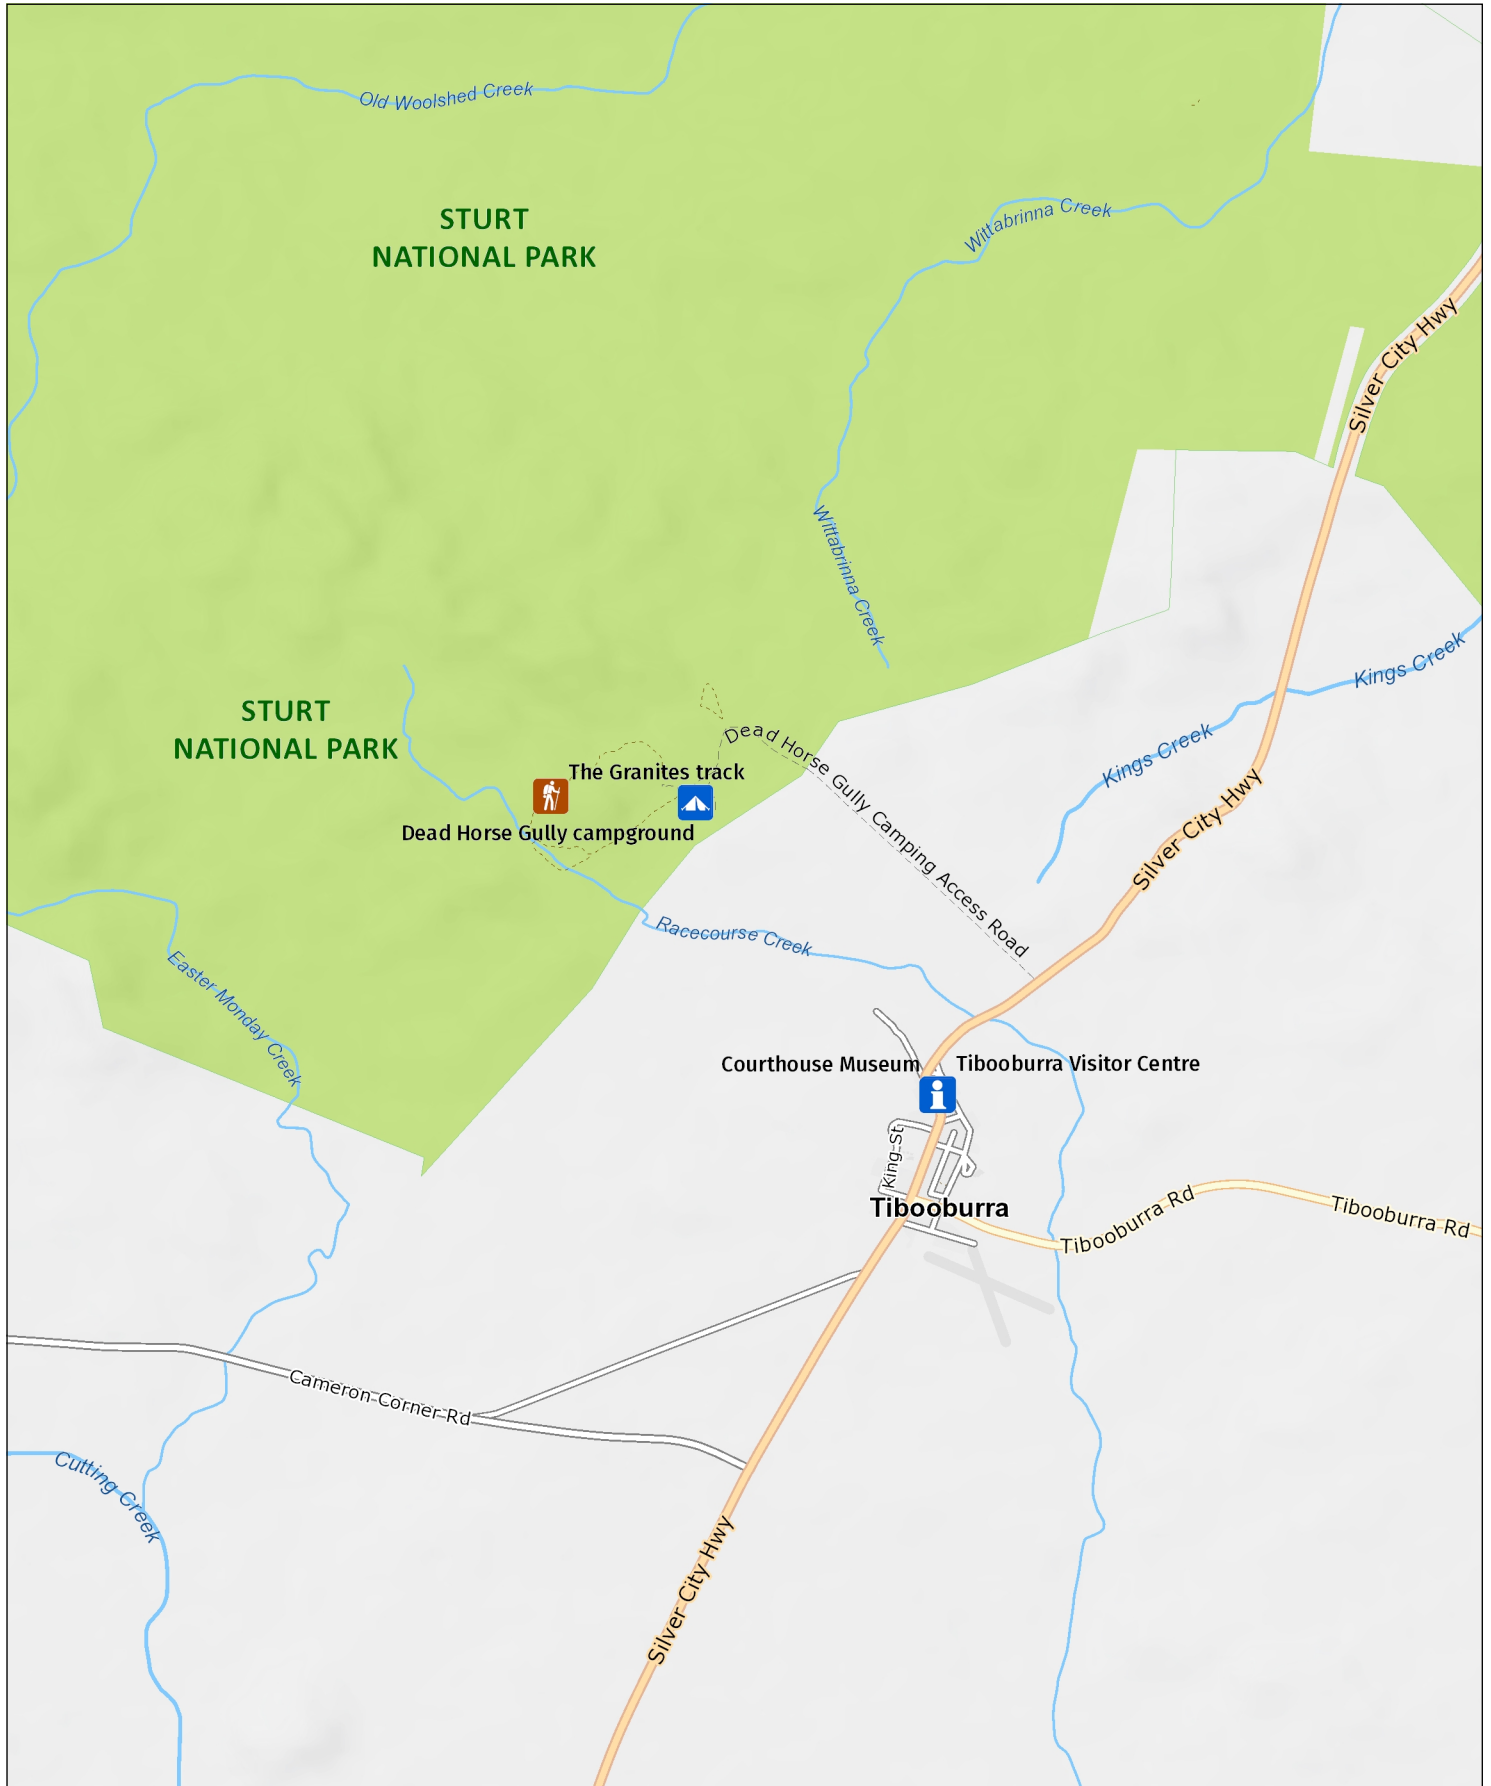 Old Woolshed Creek
STURT
NATIONAL PARK
Wittabrinna Creek
Silver City Hwy
Wittabrinna Creek
Kings Creek
STURT
NATIONAL PARK
Dead Horse Gully Camping Access Road
Kings Creek
The Granites track
Dead Horse Gully campground
Silver City Hwy
Racecourse Creek
Easter Monday Creek
Courthouse Museum
Tibooburra Visitor Centre
King St
Tibooburra
Tibooburra Rd
Tibooburra Rd
Cameron Corner Rd
Cutting Creek
Silver City Hwy